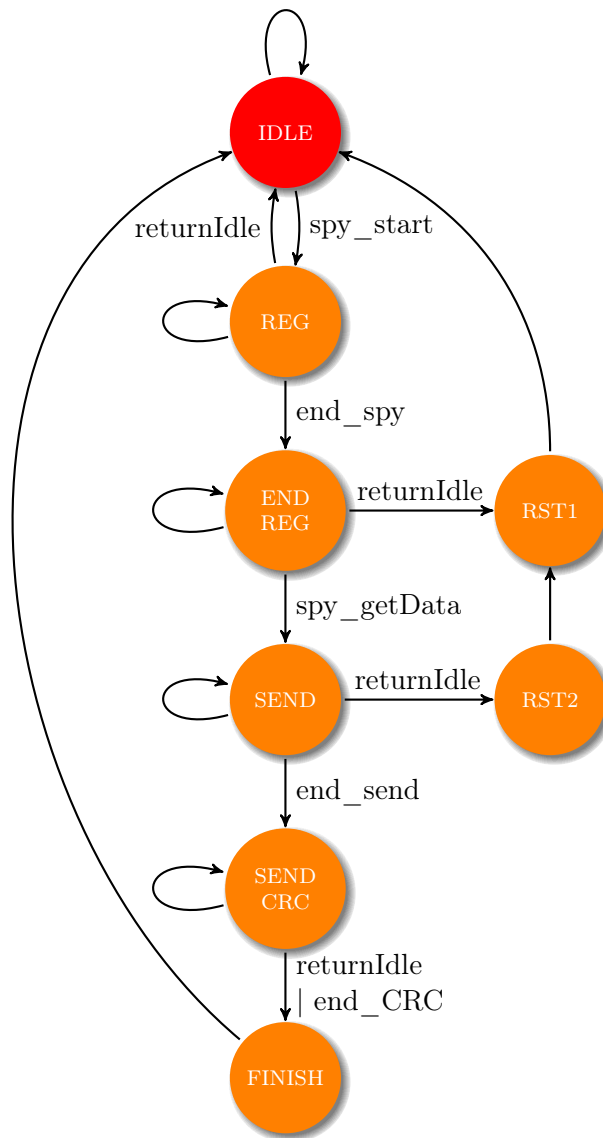 IDLE
returnIdle
spy_start
REG
end_spy
END
REG
returnIdle
RST1
spy_getData
SEND
returnIdle
RST2
end_send
SEND
CRC
returnIdle
| end_CRC
FINISH